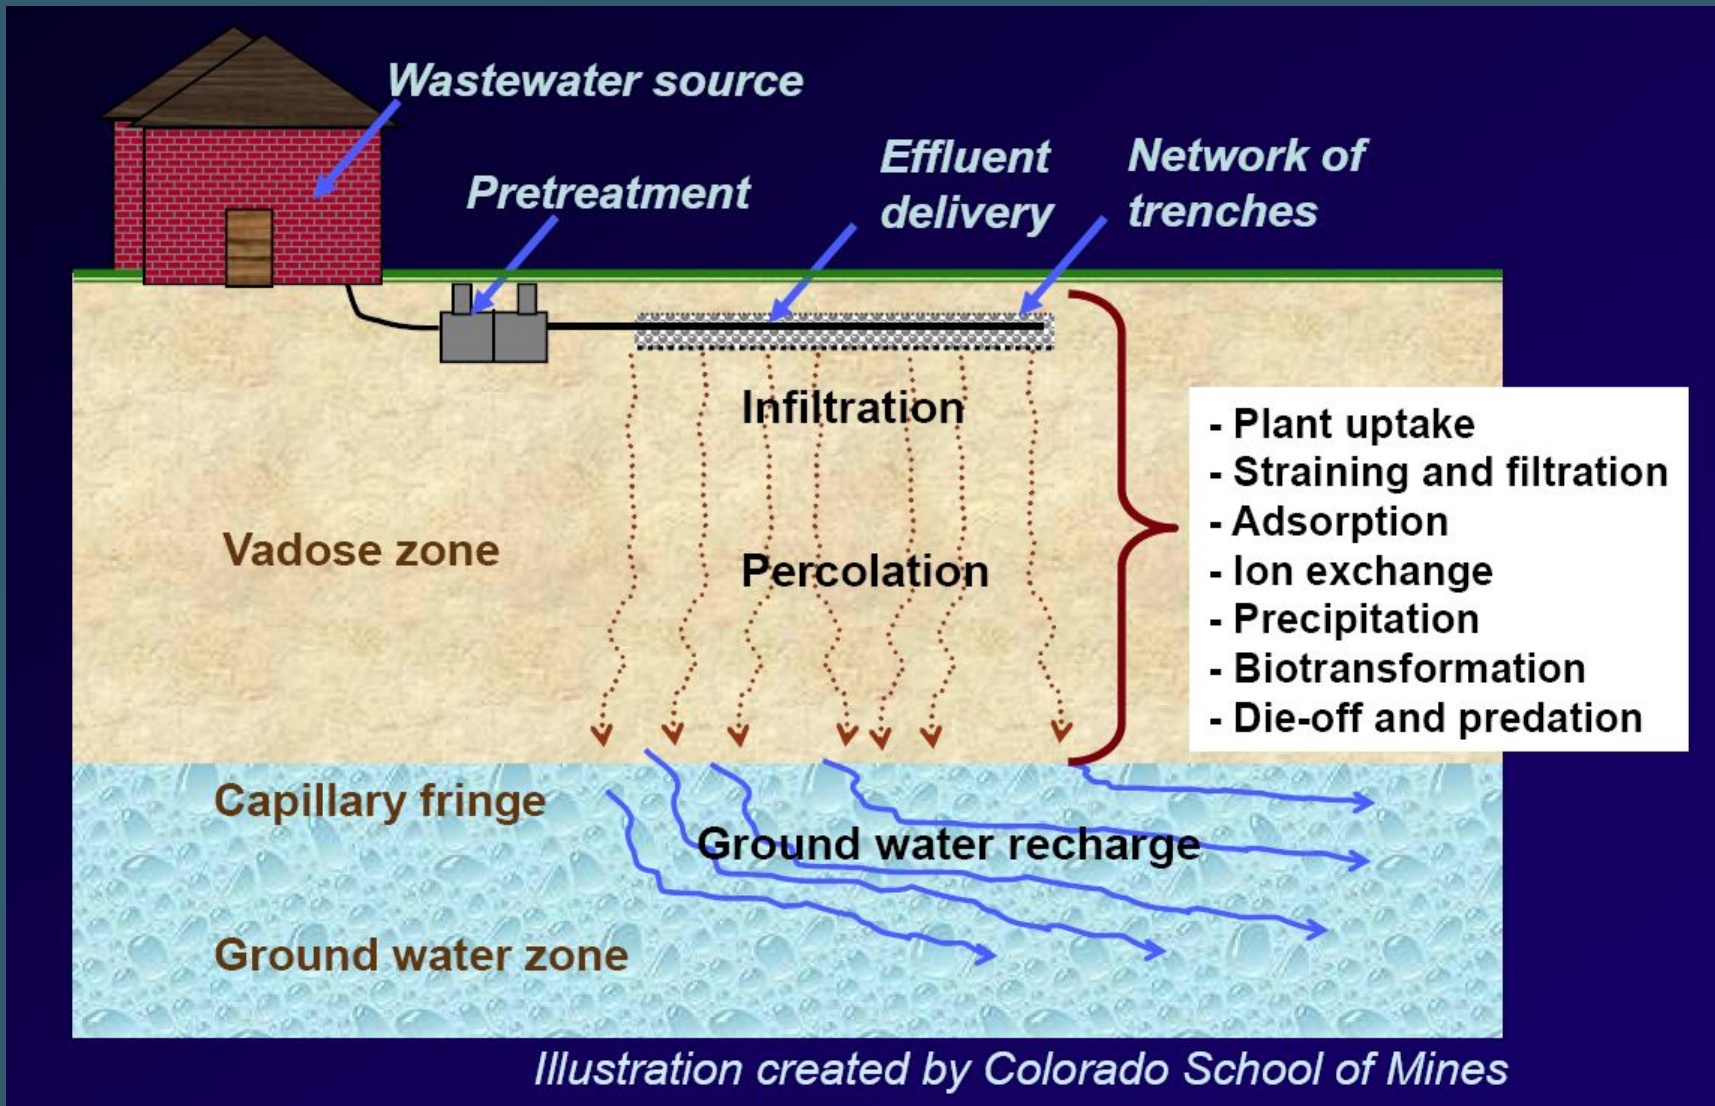 Wastewater source
Pretreatment
Effluent
delivery
Network of
trenches
Infiltration
Vadose zone
Percolation
- Plant uptake
- Straining and filtration
- Adsorption
- Ion exchange
- Precipitation
- Biotransformation
- Die-off and predation
Capillary fringe
Ground water recharge
Ground water zone
Illustration created by Colorado School of Mines